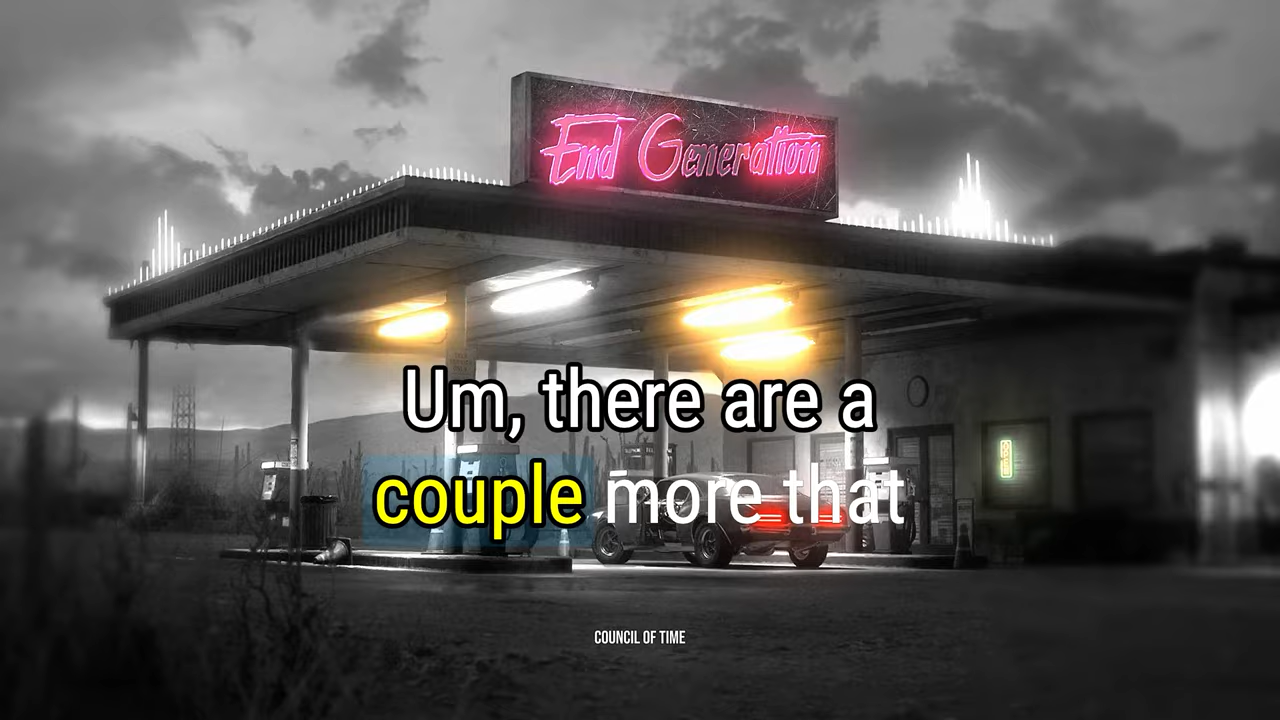 End Generation
Um, there are a
couple more that
COUNCIL OF TIME